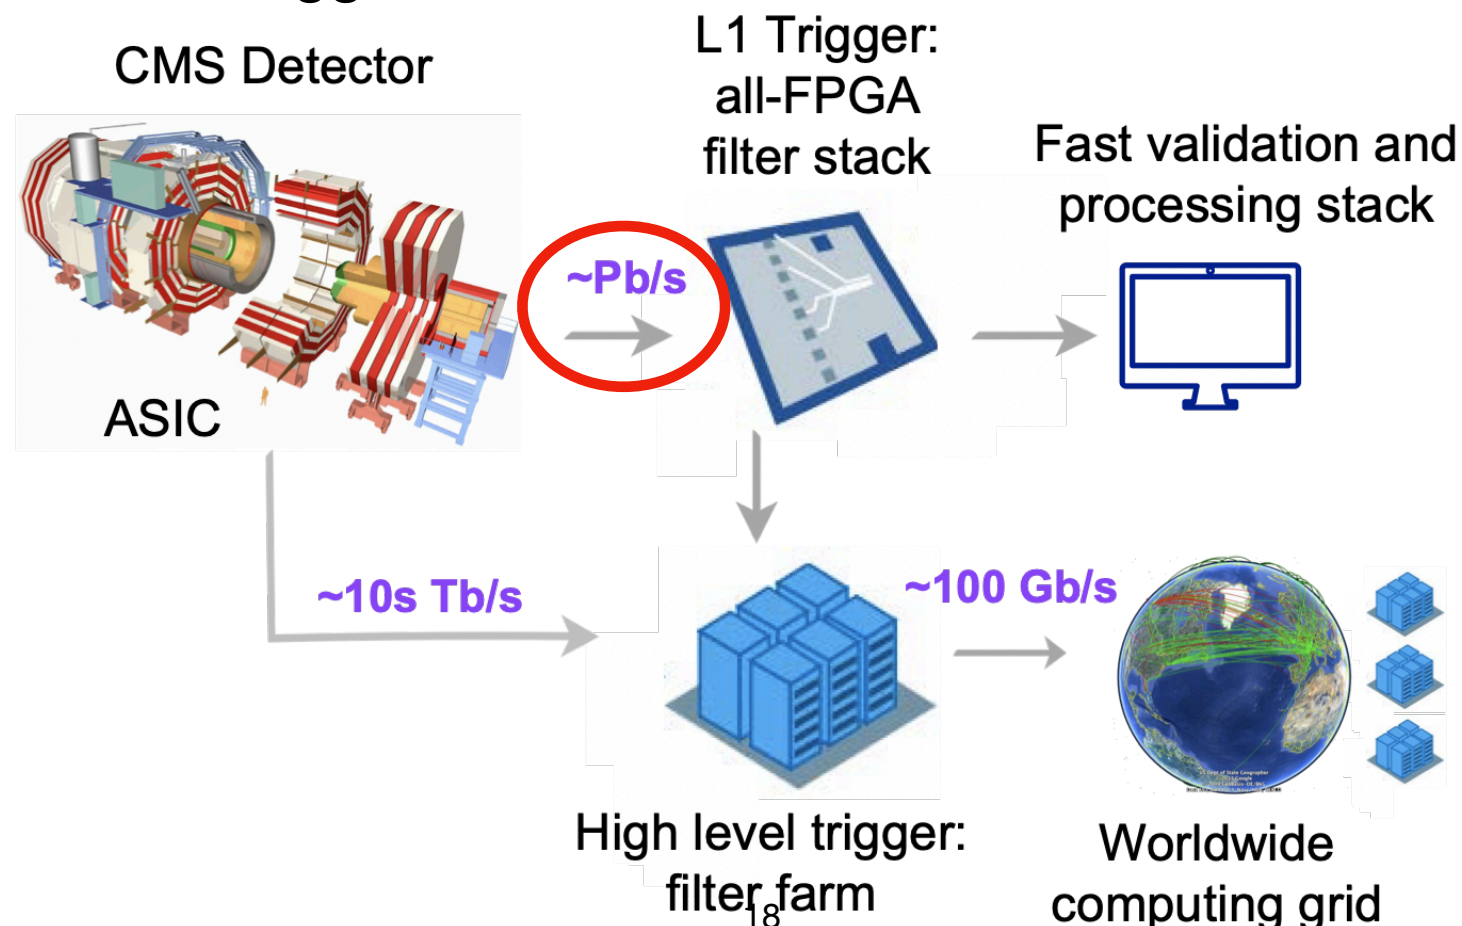 CMS Detector
L1 Trigger:
all-FPGA
filter stack
Fast validation and
processing stack
~Pb/s
ASIC
~10s Tb/s
~100 Gb/s
High level trigger:
filter farm
18
Worldwide
computing grid